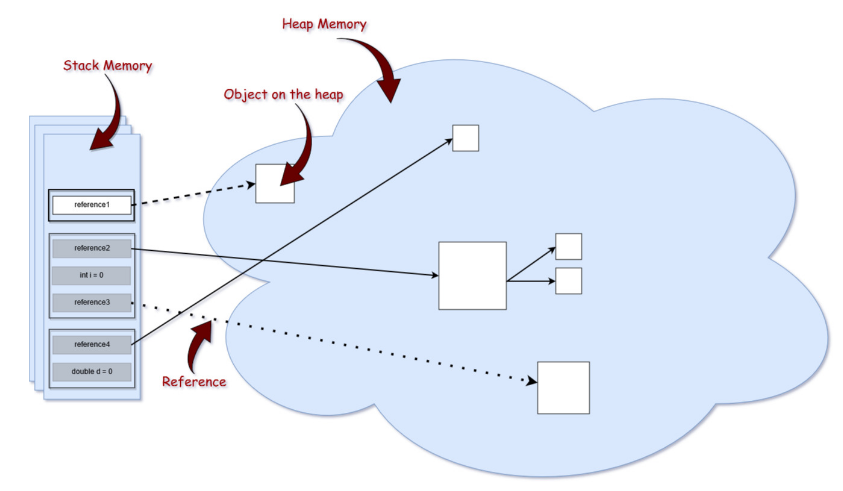 Heap Memory
Stack Memory
Object on the heap
reference1
reference2
int i = 0
reference3
reference4
double d = 0
Reference